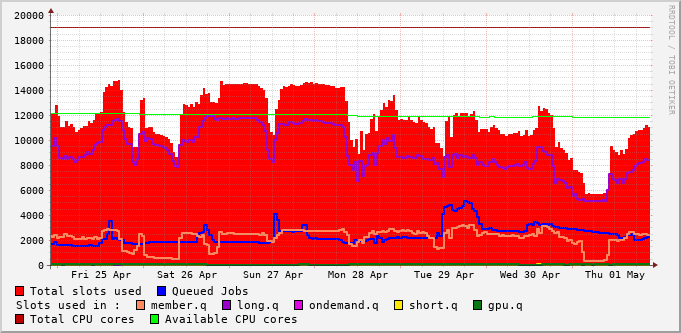 20000
18000
16000
14000
12000
10000
8000
6000
4000
2000
0
Fri 25 Apr Sat 26 Apr Sun 27 Apr Mon 28 Apr Tue 29 Apr Wed 30 Apr Thu 01 May
Total slots used Queued Jobs
Slots used in : member.q long.q ondemand.q short.q gpu.q
Total CPU cores Available CPU cores
RRDTOOL / TOBI OETIKER